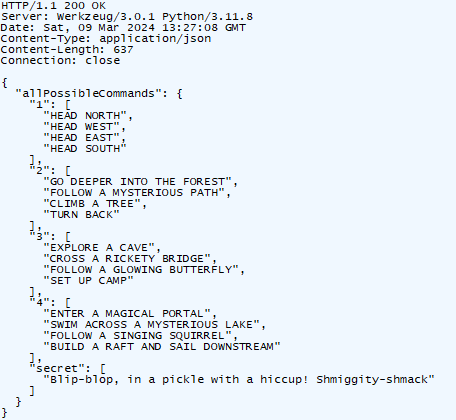 HTTP/1.1 200 OK
Server: Werkzeug/3.0.1 Python/3.11.8
Date: Sat, 09 Mar 2024 13:27:08 GMT
Content-Type: application/json
Content-Length: 637
Connection: close

{
  "allPossibleCommands": {
    "1": [
      "HEAD NORTH",
      "HEAD WEST",
      "HEAD EAST",
      "HEAD SOUTH"
    ],
    "2": [
      "GO DEEPER INTO THE FOREST",
      "FOLLOW A MYSTERIOUS PATH",
      "CLIMB A TREE",
      "TURN BACK"
    ],
    "3": [
      "EXPLORE A CAVE",
      "CROSS A RICKETY BRIDGE",
      "FOLLOW A GLOWING BUTTERFLY",
      "SET UP CAMP"
    ],
    "4": [
      "ENTER A MAGICAL PORTAL",
      "SWIM ACROSS A MYSTERIOUS LAKE",
      "FOLLOW A SINGING SQUIRREL",
      "BUILD A RAFT AND SAIL DOWNSTREAM"
    ],
    "secret": [
      "Blip-blop, in a pickle with a hiccup! Shmiggity-shmack"
    ]
  }
}